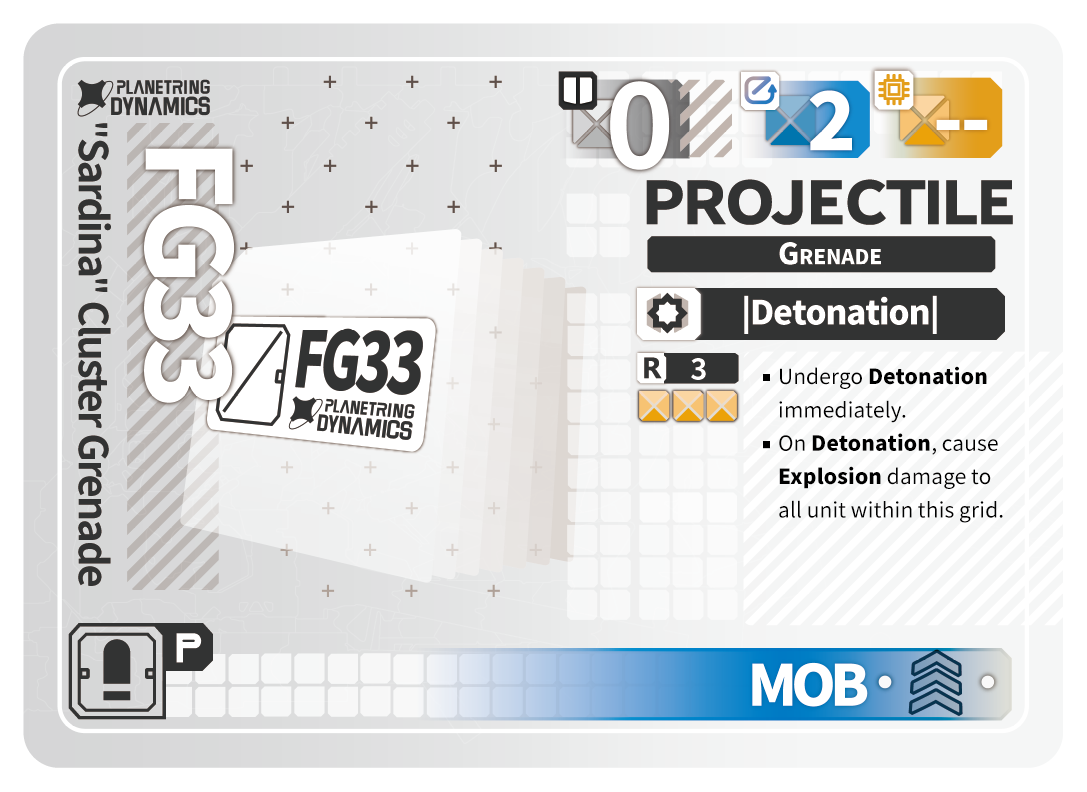 PLANETRING
DYNAMICS
"Sardina" Cluster Grenade
FG33
FG33
PLANETRING
DYNAMICS
0
2
--
PROJECTILE
GRENADE
|Detonation|
R 3
▪ Undergo Detonation
immediately.
▪ On Detonation, cause
Explosion damage to
all unit within this grid.
P
MOB